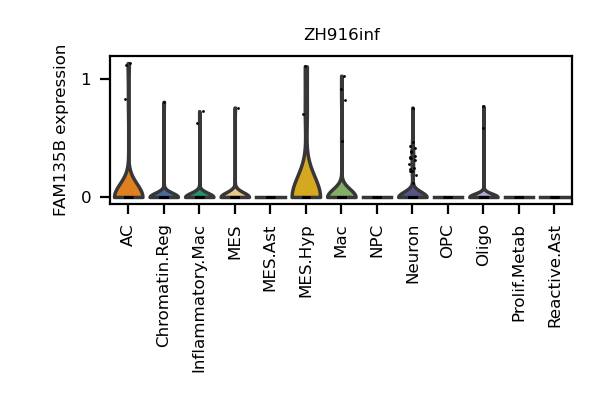 ZH916inf
FAM135B expression
1
0
AC
Chromatin.Reg
Inflammatory.Mac
MES
MES.Ast
MES.Hyp
Mac
NPC
Neuron
OPC
Oligo
Prolif.Metab
Reactive.Ast